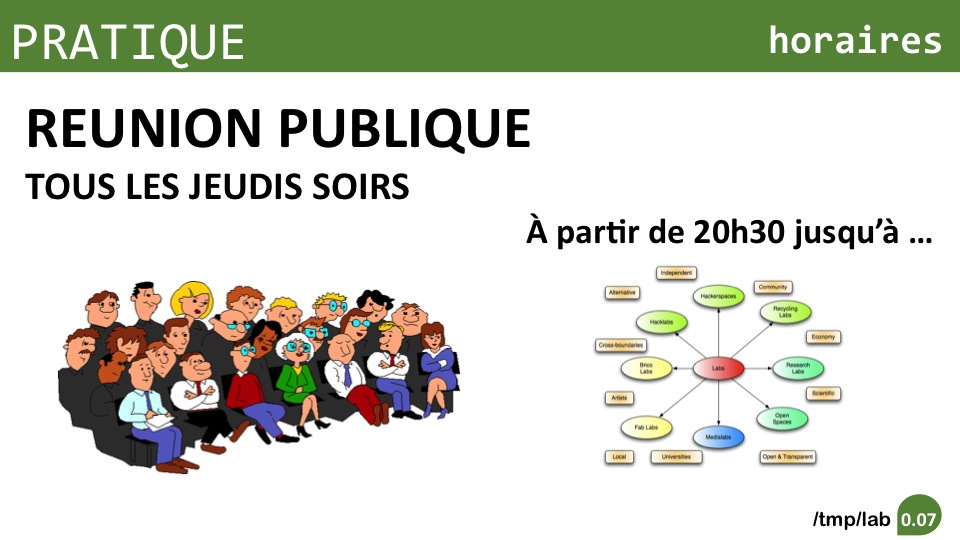 PRATIQUE
horaires
REUNION PUBLIQUE
TOUS LES JEUDIS SOIRS
À partir de 20h30 jusqu’à …
Independent
Alternative
Hackerspaces
Community
Hacklabs
Recycling
Labs
Cross-boundaries
Economy
Brico
Labs
Labs
Research
Labs
Artists
Scientific
Fab Labs
Open
Spaces
Medialabs
Local
Universities
Open & Transparent
/tmp/lab
0.07